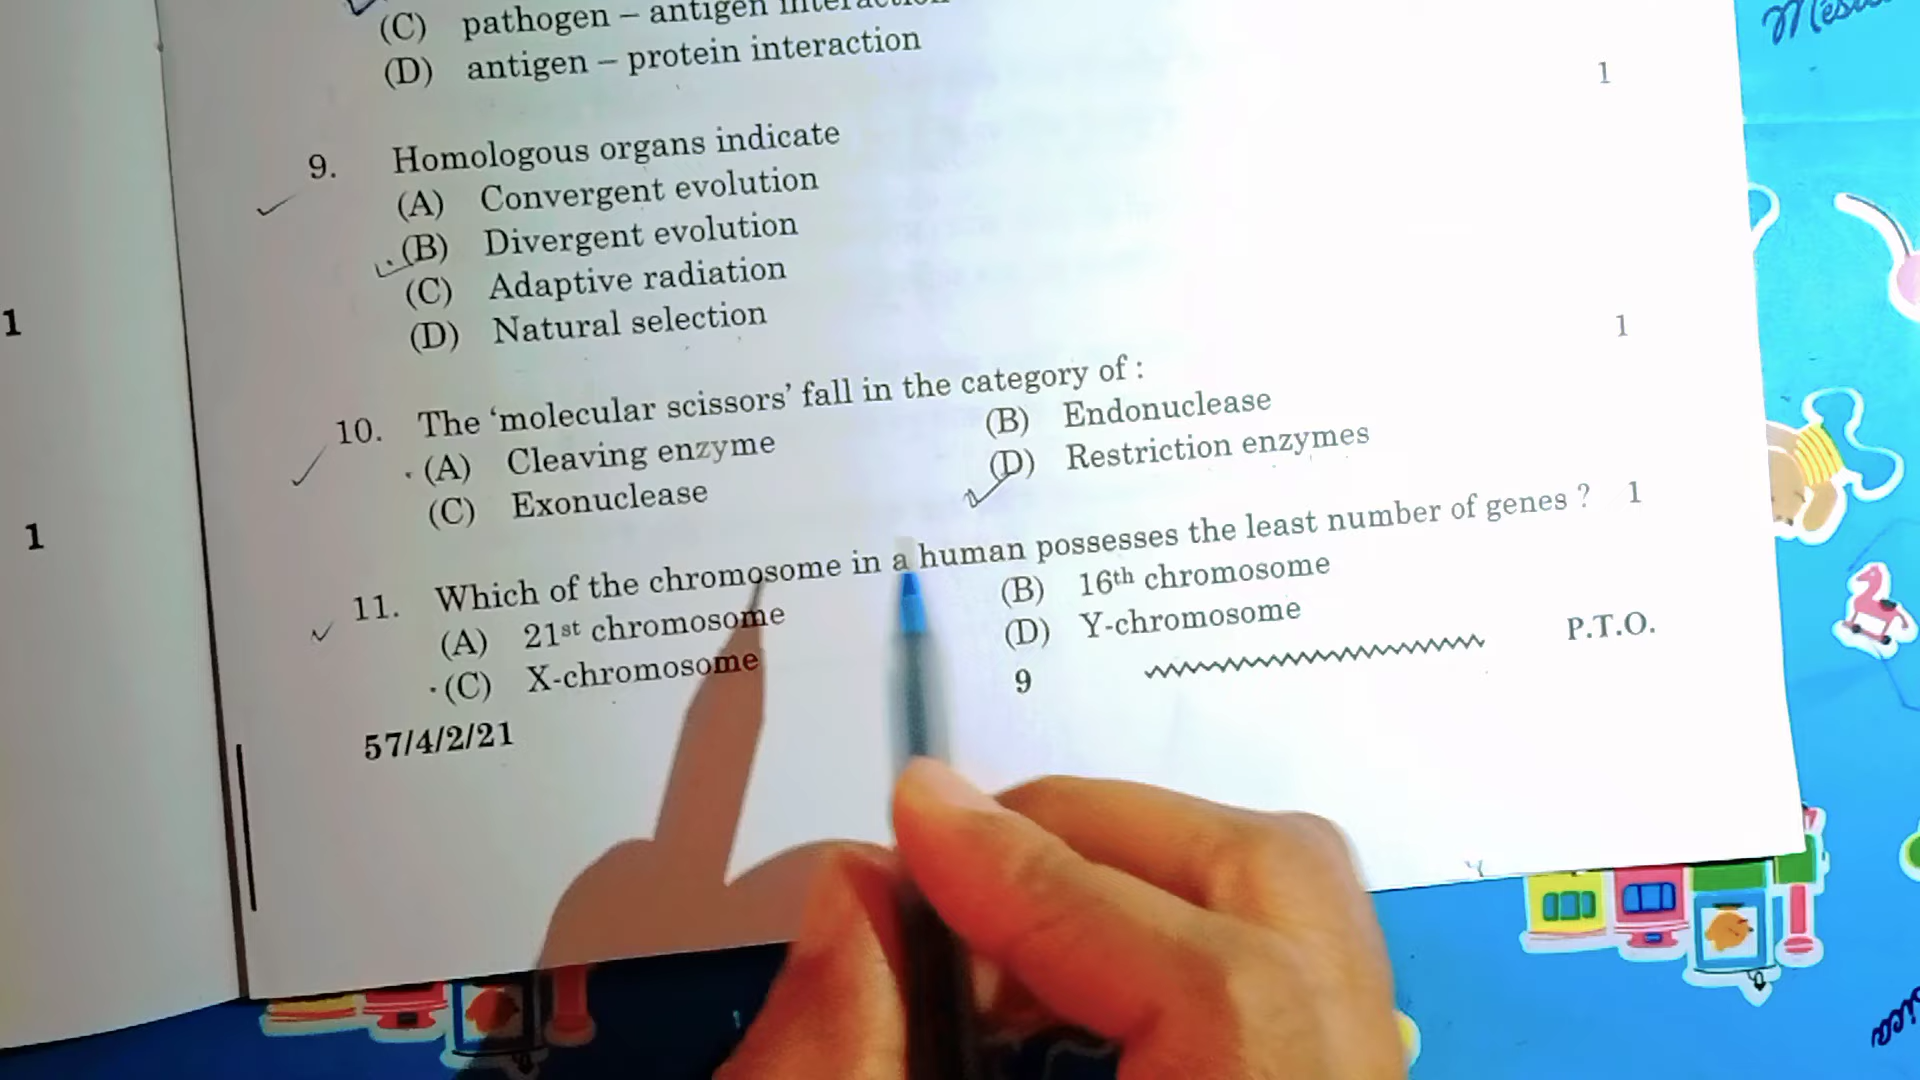 (C) pathogen – antigen interaction
(D) antigen – protein interaction
1
9. Homologous organs indicate
(A) Convergent evolution
(B) Divergent evolution
(C) Adaptive radiation
(D) Natural selection
1
10. The ‘molecular scissors’ fall in the category of :
(A) Cleaving enzyme (B) Endonuclease
(C) Exonuclease (D) Restriction enzymes
11. Which of the chromosome in a human possesses the least number of genes ? 1
(A) 21st chromosome (B) 16th chromosome
(C) X-chromosome (D) Y-chromosome
57/4/2/21 9 P.T.O.
1
1